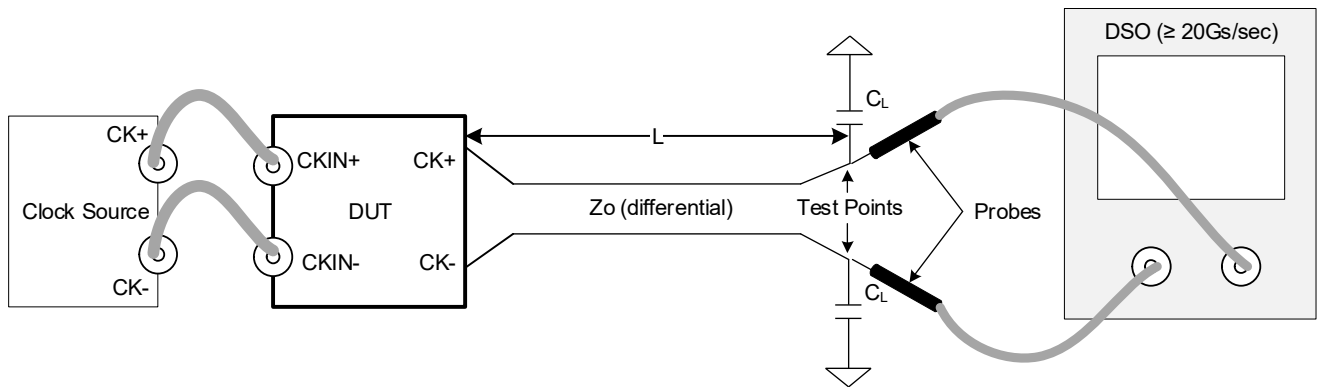 DSO (≥ 20Gs/sec)
CL
CK+
CKIN+
CK+
L
Clock Source
DUT
Zo (differential)
Test Points
Probes
CK-
CKIN-
CK-
CL